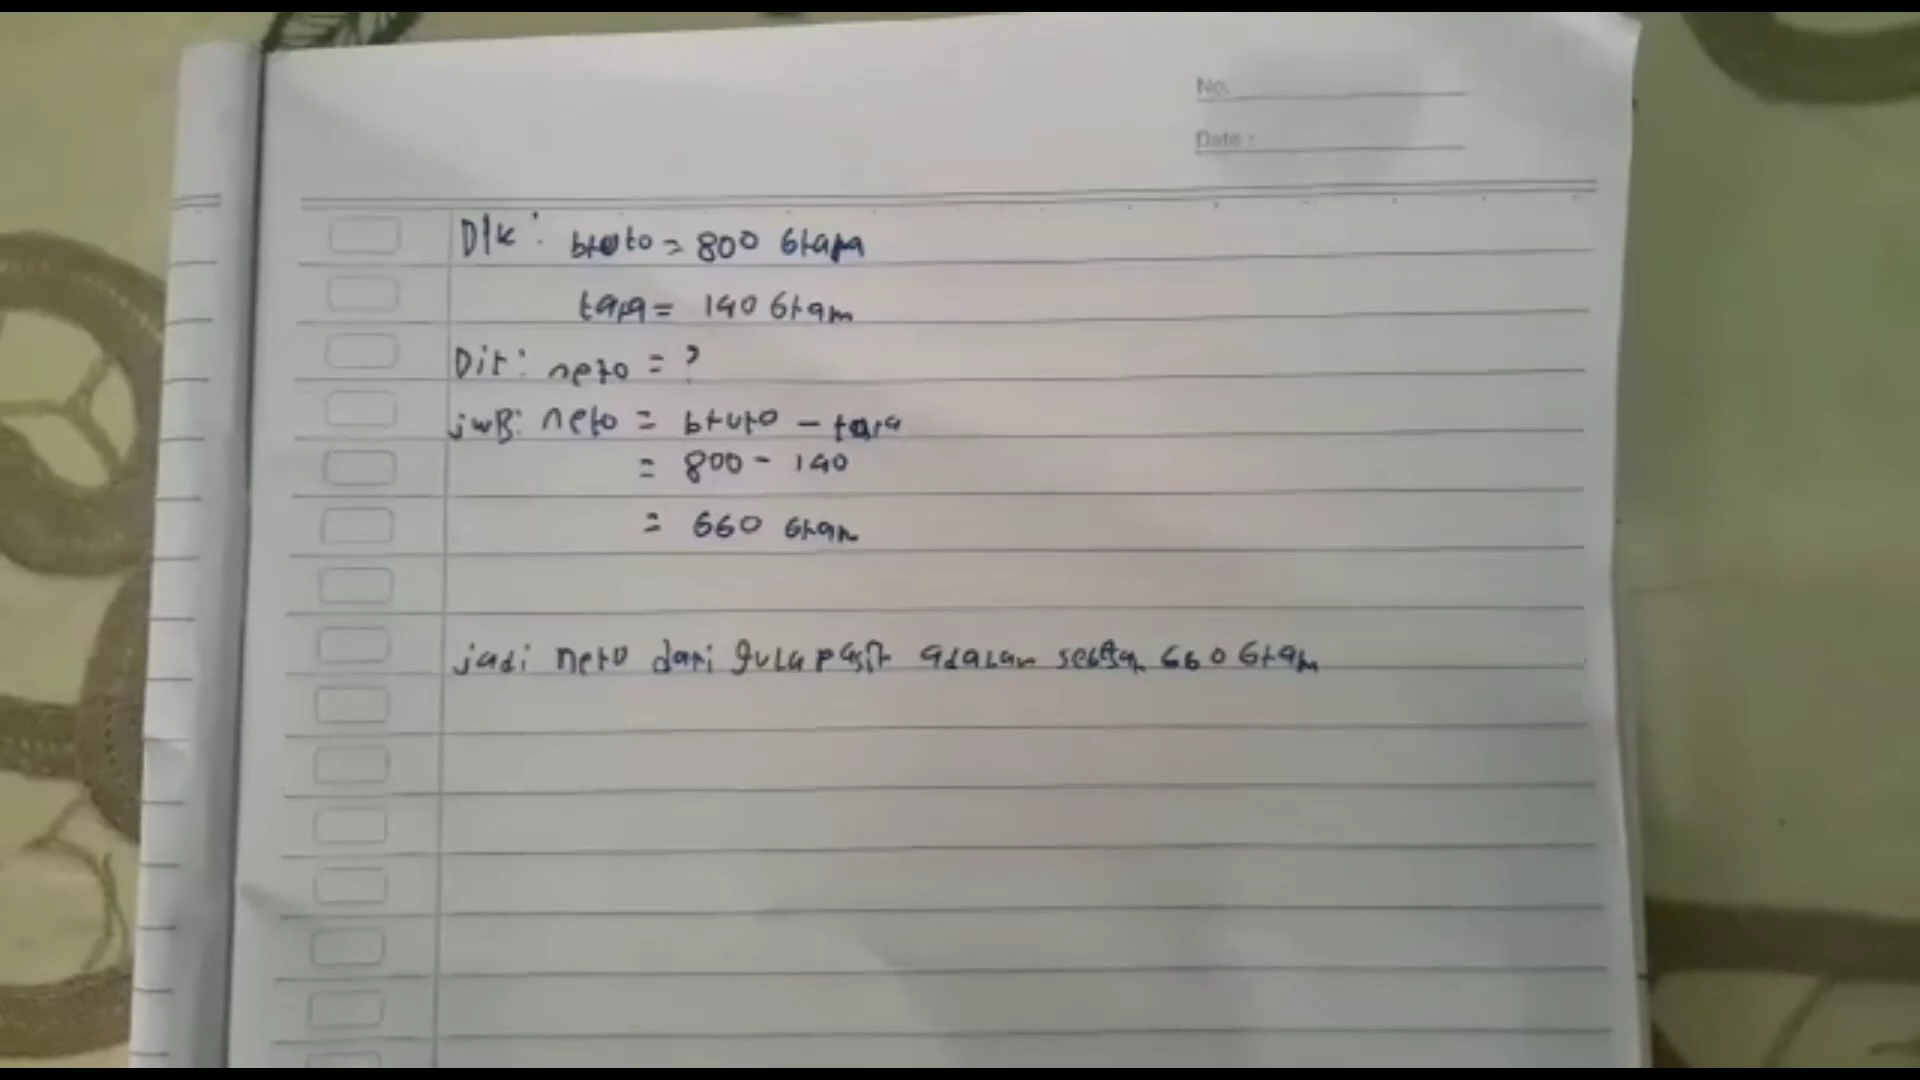 No.
Date :
Dik : bruto = 800 Gram
tara = 140 Gram
Dit : neto = ?
jwB : neto = bruto - tara
= 800 - 140
= 660 Gram
jadi neto dari gula pasir adalah sebesar 660 Gram